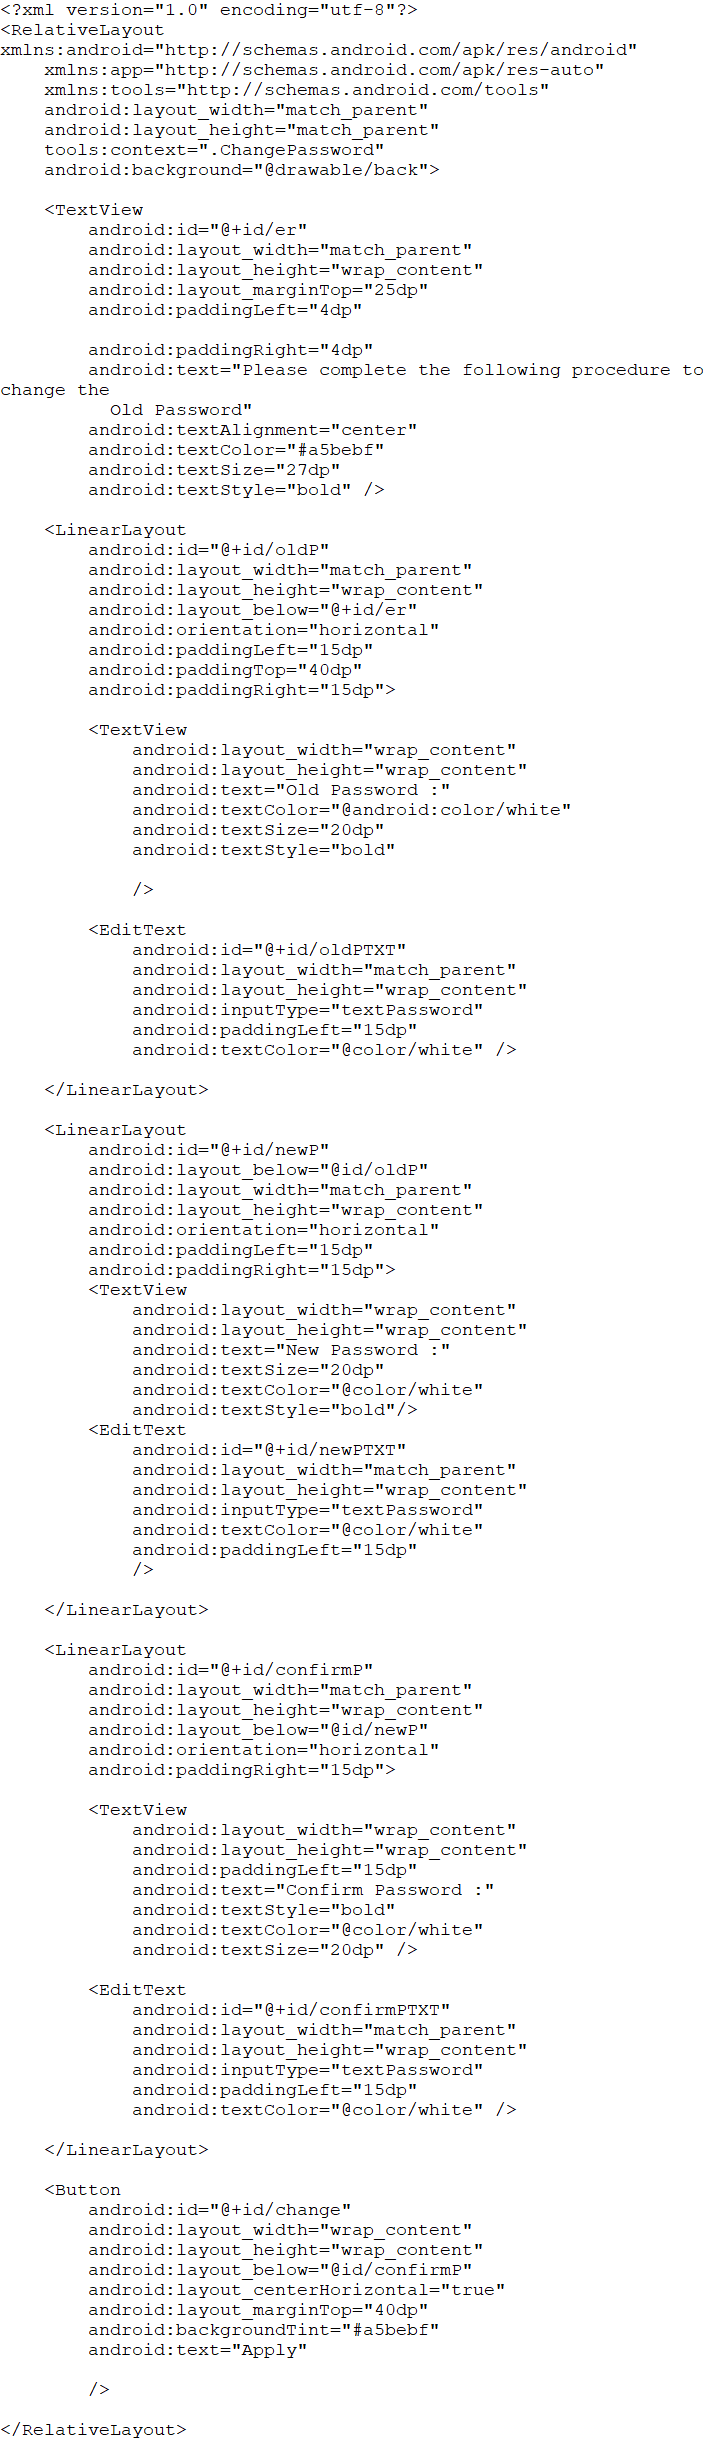 <?xml version="1.0" encoding="utf-8"?>
<RelativeLayout
xmlns:android="http://schemas.android.com/apk/res/android"
    xmlns:app="http://schemas.android.com/apk/res-auto"
    xmlns:tools="http://schemas.android.com/tools"
    android:layout_width="match_parent"
    android:layout_height="match_parent"
    tools:context=".ChangePassword"
    android:background="@drawable/back">

    <TextView
        android:id="@+id/er"
        android:layout_width="match_parent"
        android:layout_height="wrap_content"
        android:layout_marginTop="25dp"
        android:paddingLeft="4dp"

        android:paddingRight="4dp"
        android:text="Please complete the following procedure to
change the
          Old Password"
        android:textAlignment="center"
        android:textColor="#a5bebf"
        android:textSize="27dp"
        android:textStyle="bold" />

    <LinearLayout
        android:id="@+id/oldP"
        android:layout_width="match_parent"
        android:layout_height="wrap_content"
        android:layout_below="@+id/er"
        android:orientation="horizontal"
        android:paddingLeft="15dp"
        android:paddingTop="40dp"
        android:paddingRight="15dp">

        <TextView
            android:layout_width="wrap_content"
            android:layout_height="wrap_content"
            android:text="Old Password :"
            android:textColor="@android:color/white"
            android:textSize="20dp"
            android:textStyle="bold"

            />

        <EditText
            android:id="@+id/oldPTXT"
            android:layout_width="match_parent"
            android:layout_height="wrap_content"
            android:inputType="textPassword"
            android:paddingLeft="15dp"
            android:textColor="@color/white" />

    </LinearLayout>

    <LinearLayout
        android:id="@+id/newP"
        android:layout_below="@id/oldP"
        android:layout_width="match_parent"
        android:layout_height="wrap_content"
        android:orientation="horizontal"
        android:paddingLeft="15dp"
        android:paddingRight="15dp">
        <TextView
            android:layout_width="wrap_content"
            android:layout_height="wrap_content"
            android:text="New Password :"
            android:textSize="20dp"
            android:textColor="@color/white"
            android:textStyle="bold"/>
        <EditText
            android:id="@+id/newPTXT"
            android:layout_width="match_parent"
            android:layout_height="wrap_content"
            android:inputType="textPassword"
            android:textColor="@color/white"
            android:paddingLeft="15dp"
            />

    </LinearLayout>

    <LinearLayout
        android:id="@+id/confirmP"
        android:layout_width="match_parent"
        android:layout_height="wrap_content"
        android:layout_below="@id/newP"
        android:orientation="horizontal"
        android:paddingRight="15dp">

        <TextView
            android:layout_width="wrap_content"
            android:layout_height="wrap_content"
            android:paddingLeft="15dp"
            android:text="Confirm Password :"
            android:textStyle="bold"
            android:textColor="@color/white"
            android:textSize="20dp" />

        <EditText
            android:id="@+id/confirmPTXT"
            android:layout_width="match_parent"
            android:layout_height="wrap_content"
            android:inputType="textPassword"
            android:paddingLeft="15dp"
            android:textColor="@color/white" />

    </LinearLayout>

    <Button
        android:id="@+id/change"
        android:layout_width="wrap_content"
        android:layout_height="wrap_content"
        android:layout_below="@id/confirmP"
        android:layout_centerHorizontal="true"
        android:layout_marginTop="40dp"
        android:backgroundTint="#a5bebf"
        android:text="Apply"

        />

</RelativeLayout>